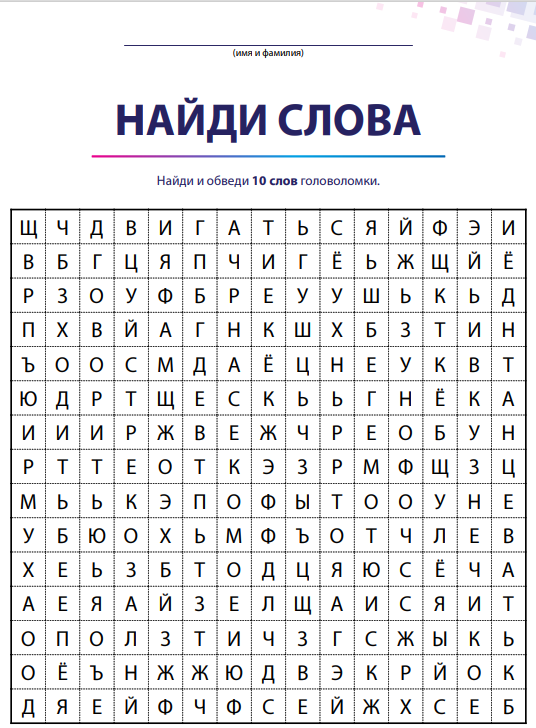 (имя и фамилия)
НАЙДИ СЛОВА
Найди и обведи 10 слов головоломки.
Щ Ч Д В И Г А Т Ь С Я Й Ф Э И
В Б Г Ц Я П Ч И Г Ё Ь Ж Щ Й Ё
Р З О У Ф Б Р Е У У Ш Ь К Ь Д
П Х В Й А Г Н К Ш Х Б З Т И Н
Ъ О О С М Д А Ё Ц Н Е У К В Т
Ю Д Р Т Щ Е С К Ь Ь Г Н Ё К А
И И И Р Ж В Е Ж Ч Р Е О Б У Н
Р Т Т Е О Т К Э З Р М Ф Щ З Ц
М Ь Ь К Э П О Ф Ы Т О О У Н Е
У Б Ю О Х Ь М Ф Ъ О Т Ч Л Е В
Х Е Ь З Б Т О Д Ц Я Ю С Ё Ч А
А Е Я А Й З Е Л Щ А И С Я И Т
О П О Л З Т И Ч З Г С Ж Ы К Ь
О Ё Ъ Н Ж Ж Ю Д В Э К Р Й О К
Д Я Е Й Ф Ч Ф С Е Й Ж Х С Е Б